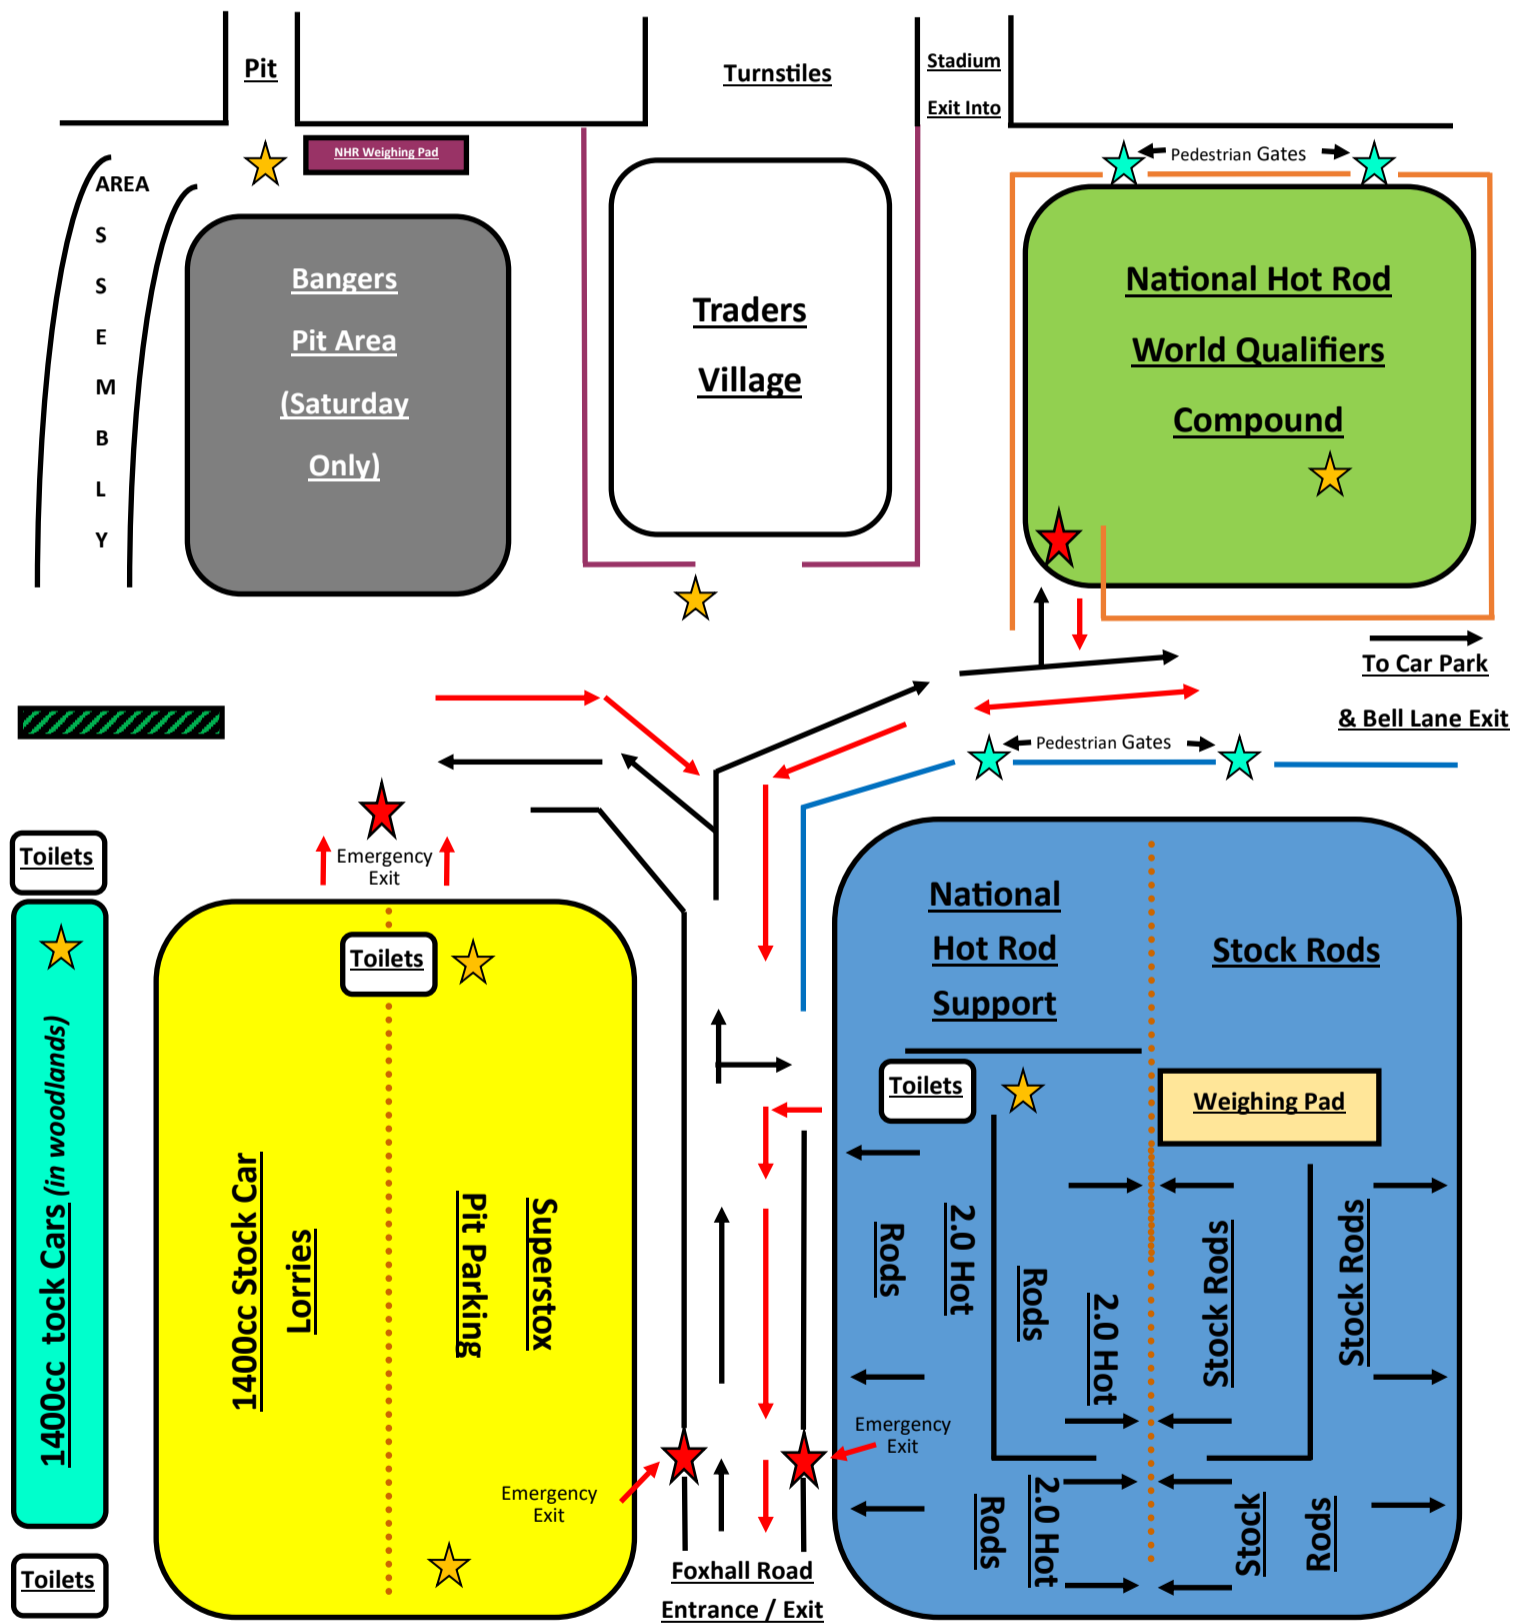 Pit
Turnstiles
Stadium
Exit Into
NHR Weighing Pad
Pedestrian Gates
AREA
A
S
S
E
M
B
L
Y
Bangers
Pit Area
(Saturday
Only)
Traders
Village
National Hot Rod
World Qualifiers
Compound
To Car Park
& Bell Lane Exit
Pedestrian Gates
Toilets
Emergency
Exit
1400cc tock Cars (in woodlands)
Toilets
Toilets
1400cc Stock Car
Lorries
Superstox
Pit Parking
National
Hot Rod
Support
Stock Rods
Toilets
Weighing Pad
2.0 Hot
Rods
2.0 Hot
Rods
Stock Rods
Stock Rods
Emergency
Exit
Emergency
Exit
2.0 Hot
Rods
Stock
Rods
Foxhall Road
Entrance / Exit